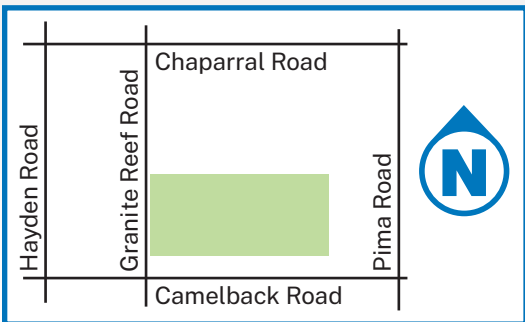 Chaparral Road
Hayden Road
Granite Reef Road
Pima Road
N
Camelback Road